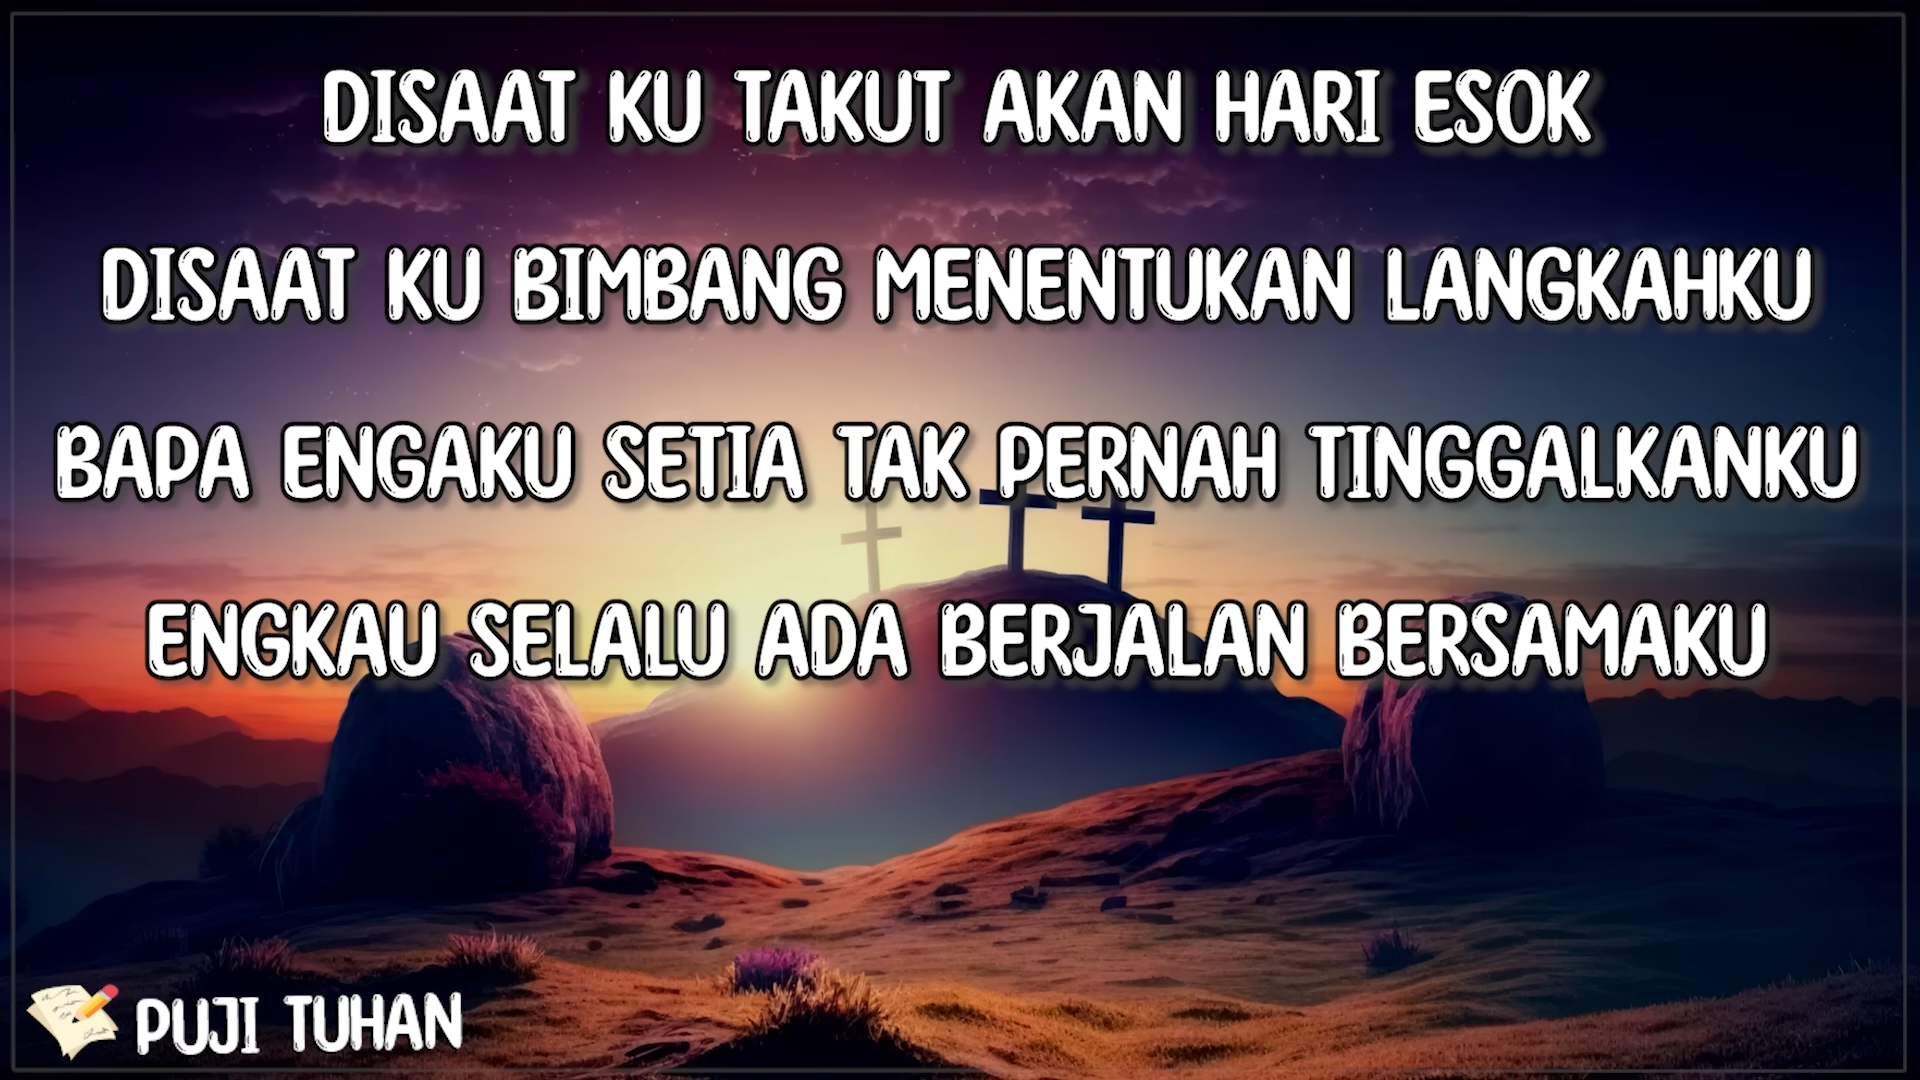 DISAAT KU TAKUT AKAN HARI ESOK
DISAAT KU BIMBANG MENENTUKAN LANGKAHKU
BAPA ENGAKU SETIA TAK PERNAH TINGGALKANKU
ENGKAU SELALU ADA BERJALAN BERSAMAKU
PUJI TUHAN